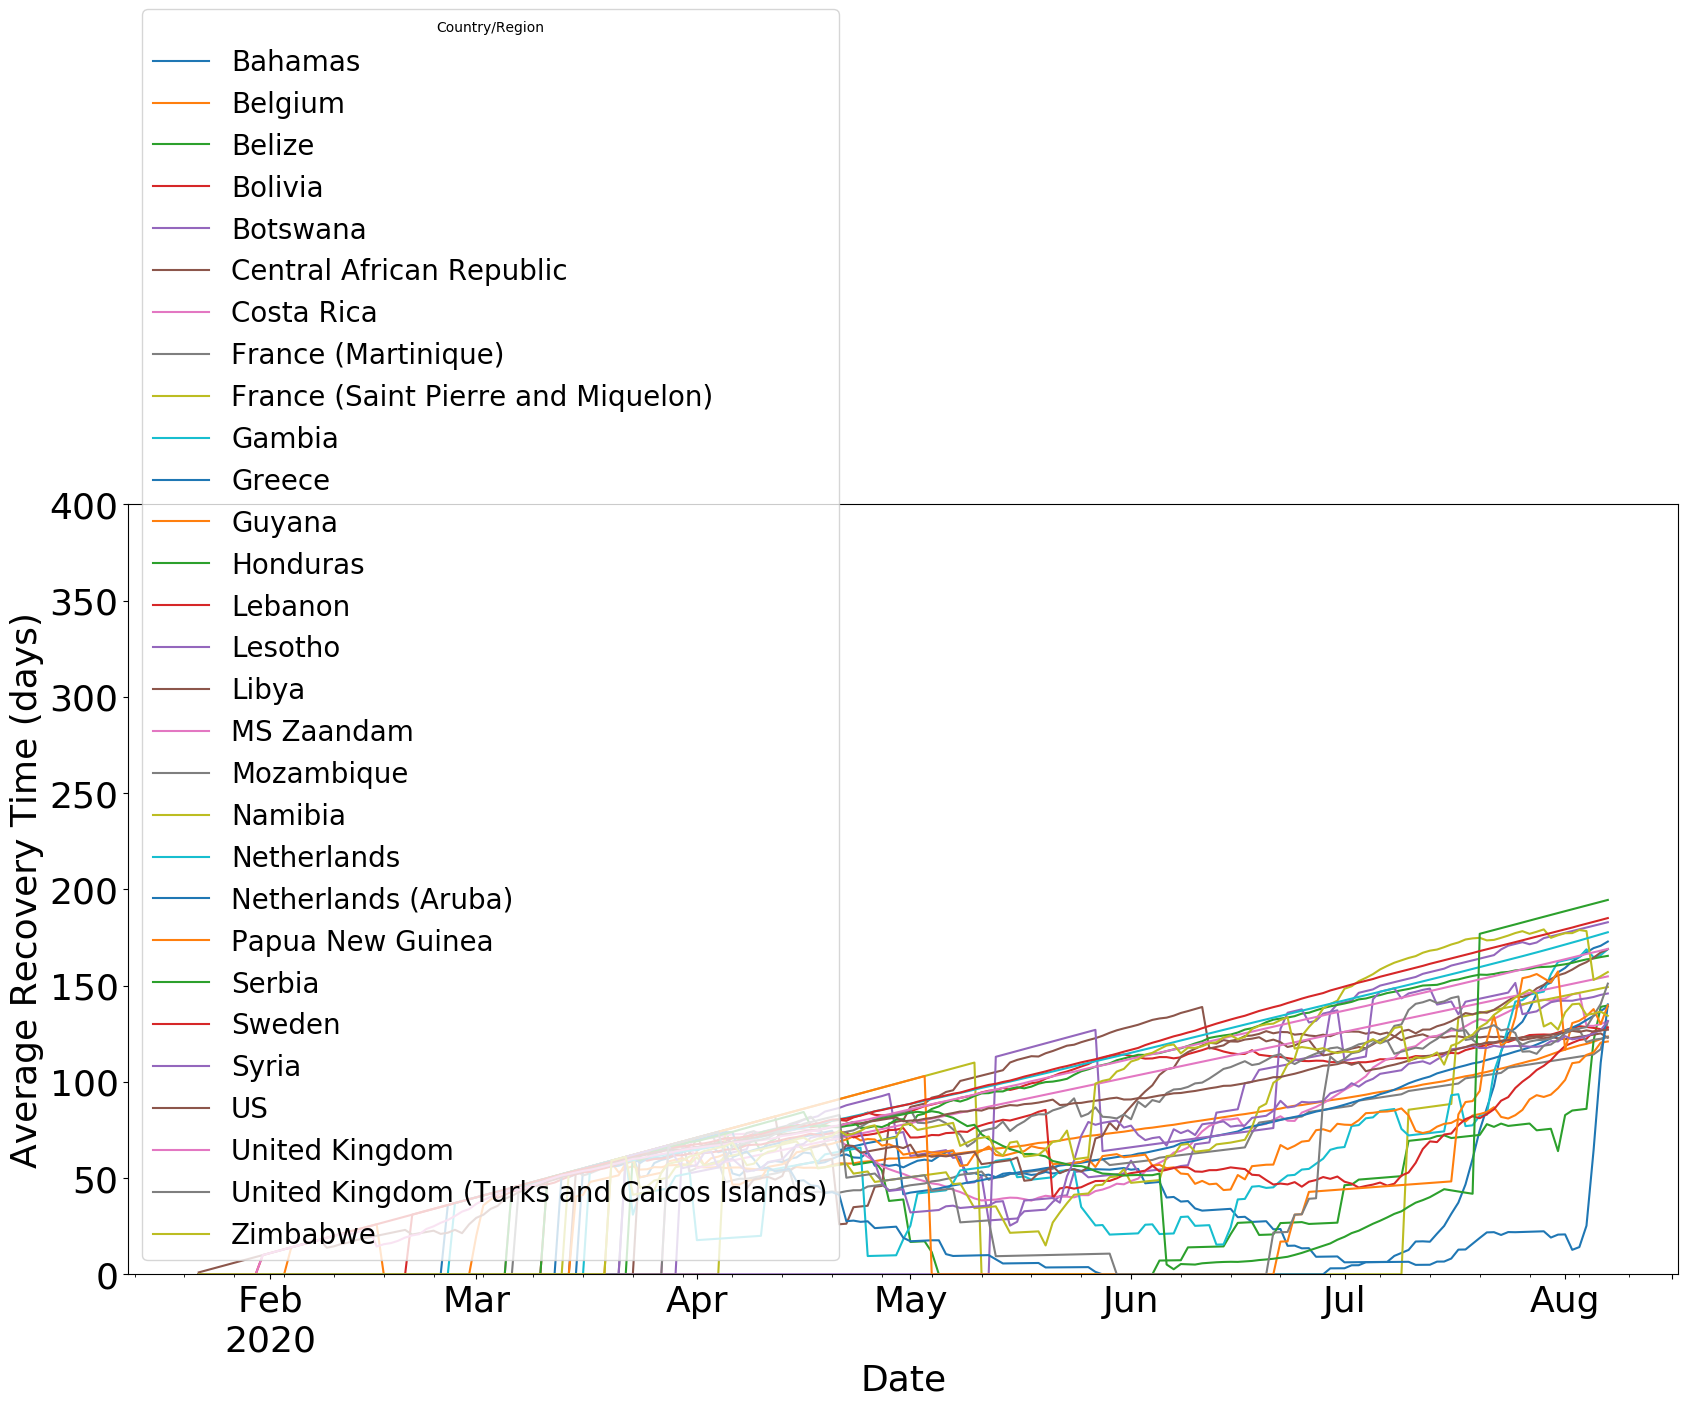 Country/Region
Bahamas
Belgium
Belize
Bolivia
Botswana
Central African Republic
Costa Rica
France (Martinique)
France (Saint Pierre and Miquelon)
Gambia
Greece
Guyana
Honduras
Lebanon
Lesotho
Libya
MS Zaandam
Mozambique
Namibia
Netherlands
Netherlands (Aruba)
Papua New Guinea
Serbia
Sweden
Syria
US
United Kingdom
United Kingdom (Turks and Caicos Islands)
Zimbabwe
Average Recovery Time (days)
400
350
300
250
200
150
100
50
0
Feb Mar Apr May Jun Jul Aug
2020
Date